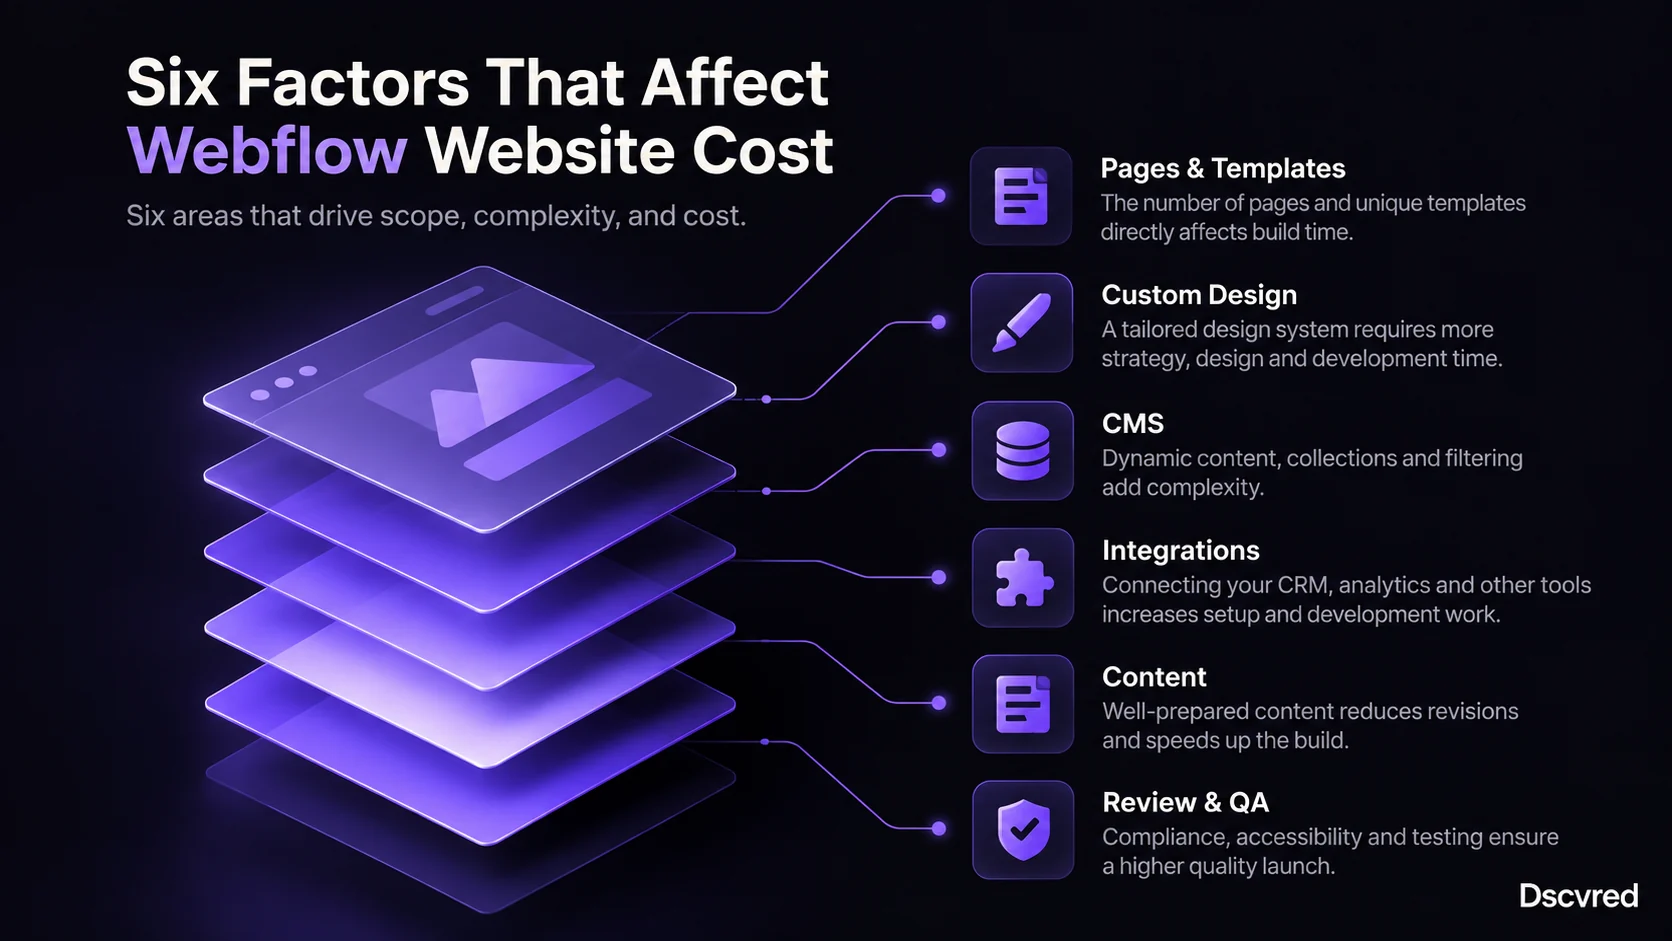 Six Factors That Affect
Webflow Website Cost
Six areas that drive scope, complexity, and cost.
Pages & Templates
The number of pages and unique templates
directly affects build time.
Custom Design
A tailored design system requires more
strategy, design and development time.
CMS
Dynamic content, collections and filtering
add complexity.
Integrations
Connecting your CRM, analytics and other tools
increases setup and development work.
Content
Well-prepared content reduces revisions
and speeds up the build.
Review & QA
Compliance, accessibility and testing ensure
a higher quality launch.
Dscvred